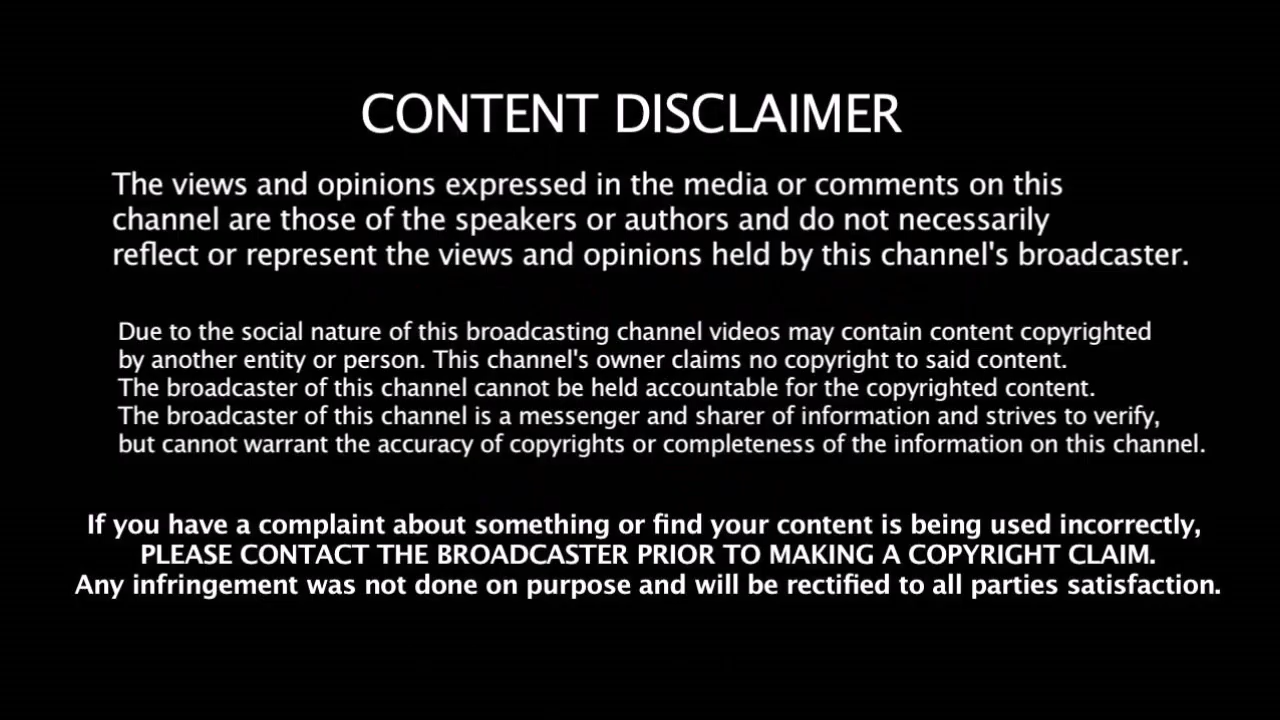 CONTENT DISCLAIMER
The views and opinions expressed in the media or comments on this
channel are those of the speakers or authors and do not necessarily
reflect or represent the views and opinions held by this channel's broadcaster.
Due to the social nature of this broadcasting channel videos may contain content copyrighted
by another entity or person. This channel's owner claims no copyright to said content.
The broadcaster of this channel cannot be held accountable for the copyrighted content.
The broadcaster of this channel is a messenger and sharer of information and strives to verify,
but cannot warrant the accuracy of copyrights or completeness of the information on this channel.
If you have a complaint about something or find your content is being used incorrectly,
PLEASE CONTACT THE BROADCASTER PRIOR TO MAKING A COPYRIGHT CLAIM.
Any infringement was not done on purpose and will be rectified to all parties satisfaction.